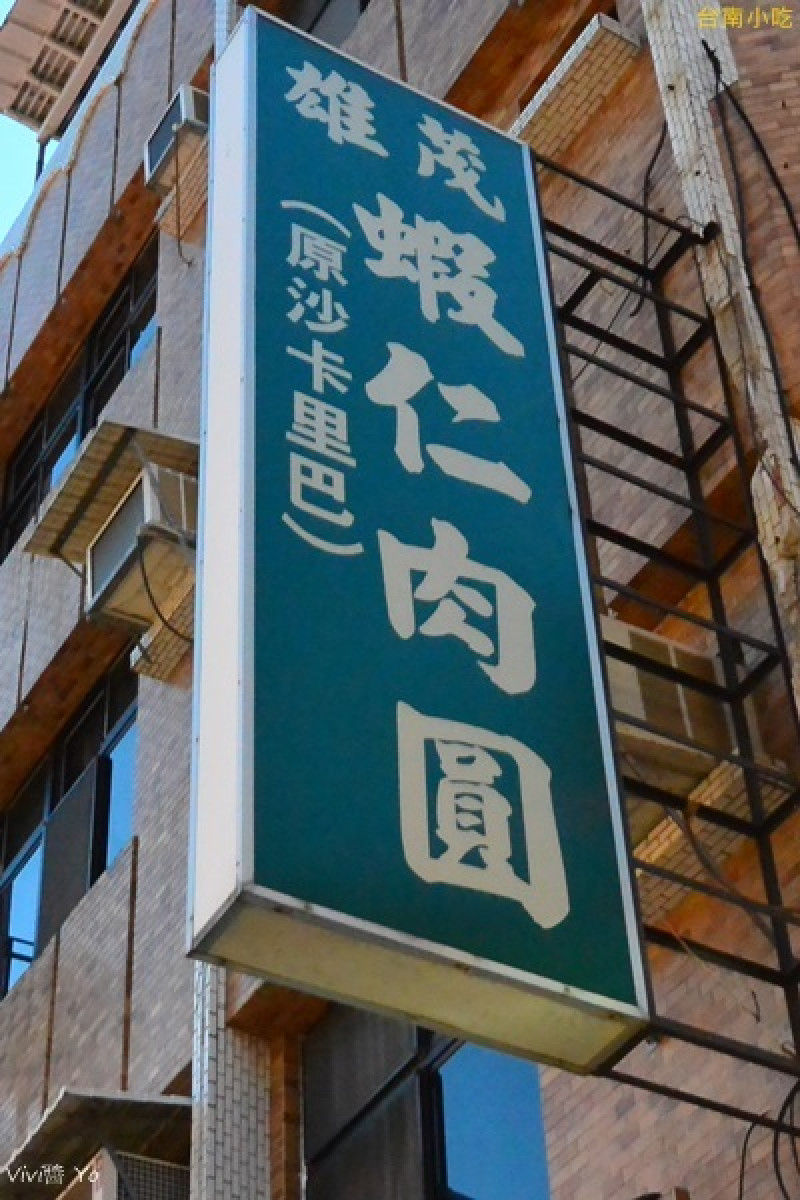 台南小吃
茂雄
蝦仁肉圓
（原沙卡里巴）
Vivi醬 Yo